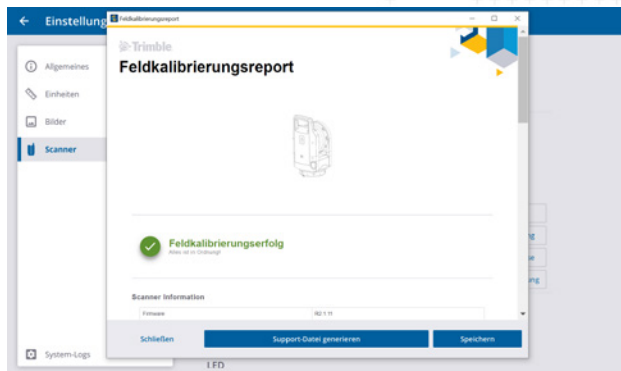 Einstellung
Feldkalibrierungsreport
Trimble
Feldkalibrierungsreport
Allgemeines
Einheiten
Bilder
Scanner
Feldkalibrierungserfolg
Alles ist in Ordnung!
Scanner Information
Firmware R2.1.11
Schließen Support-Datei generieren Speichern
System-Logs
LED